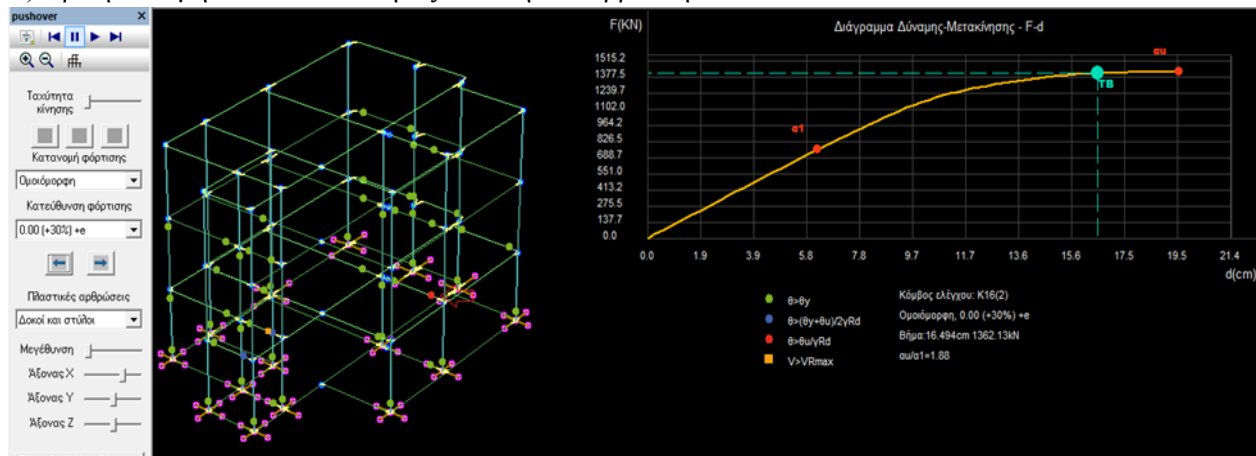 pushover
Ταχύτητα
κίνησης
Κατανομή φόρτισης
Ομοιόμορφη
Κατεύθυνση φόρτισης
0.00 (+30%) +e
Πλαστικές αρθρώσεις
Δοκοί και στύλοι
Μεγέθυνση
Άξονας X
Άξονας Y
Άξονας Z
F(KN)
Διάγραμμα Δύναμης-Μετακίνησης - F-d
1515.2
1377.5
1239.7
1102.0
964.2
826.5
688.7
551.0
413.2
275.5
137.7
0.0
α1
TB
αu
0.0 1.9 3.9 5.8 7.8 9.7 11.7 13.6 15.6 17.5 19.5 21.4
d(cm)
θ>θy
θ>(θy+θu)/2γRd
θ>θu/γRd
V>VRmax
Κόμβος ελέγχου: K16(2)
Ομοιόμορφη, 0.00 (+30%) +e
Βήμα:16.494cm 1362.13kN
αu/α1=1.88